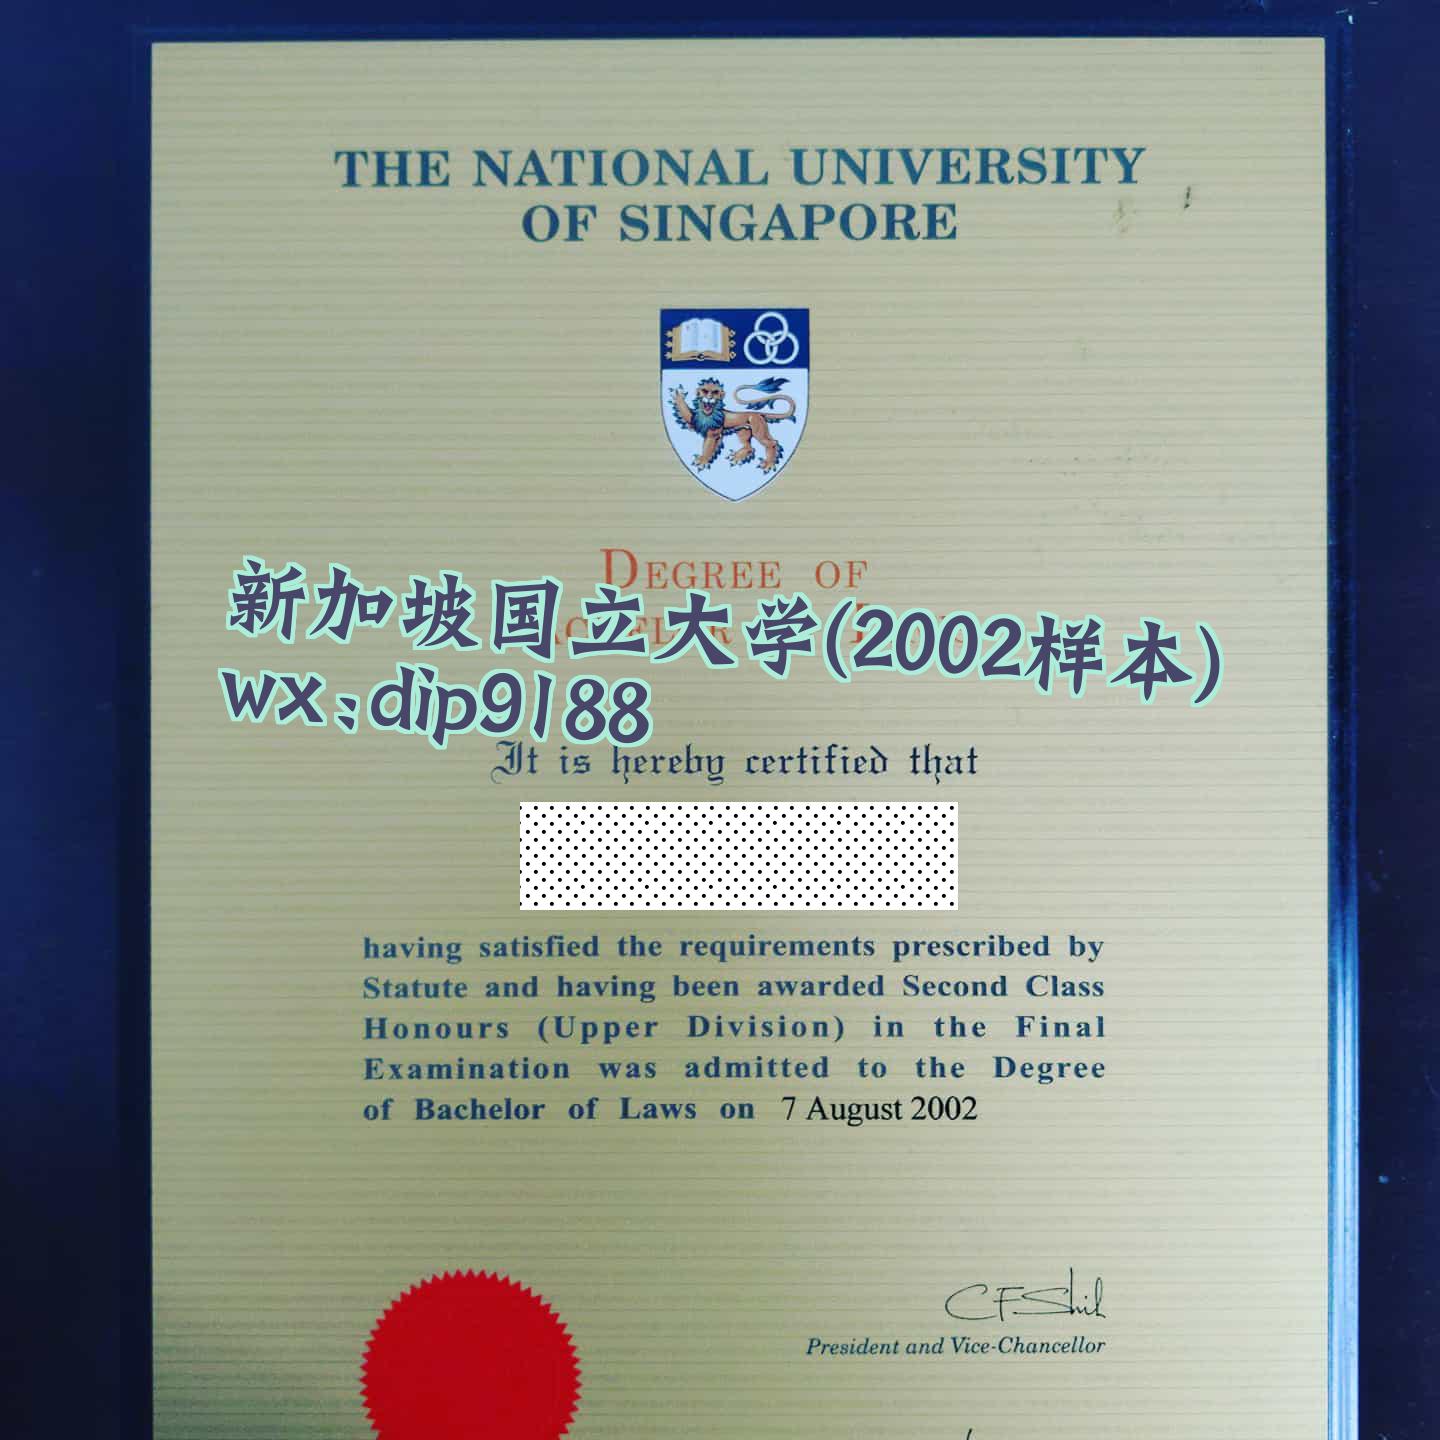 THE NATIONAL UNIVERSITY
OF SINGAPORE
DEGREE OF
新加坡国立大学(2002样本)
wx:dip9188
It is hereby certified that
having satisfied the requirements prescribed by
Statute and having been awarded Second Class
Honours (Upper Division) in the Final
Examination was admitted to the Degree
of Bachelor of Laws on 7 August 2002
C F Shih
President and Vice-Chancellor